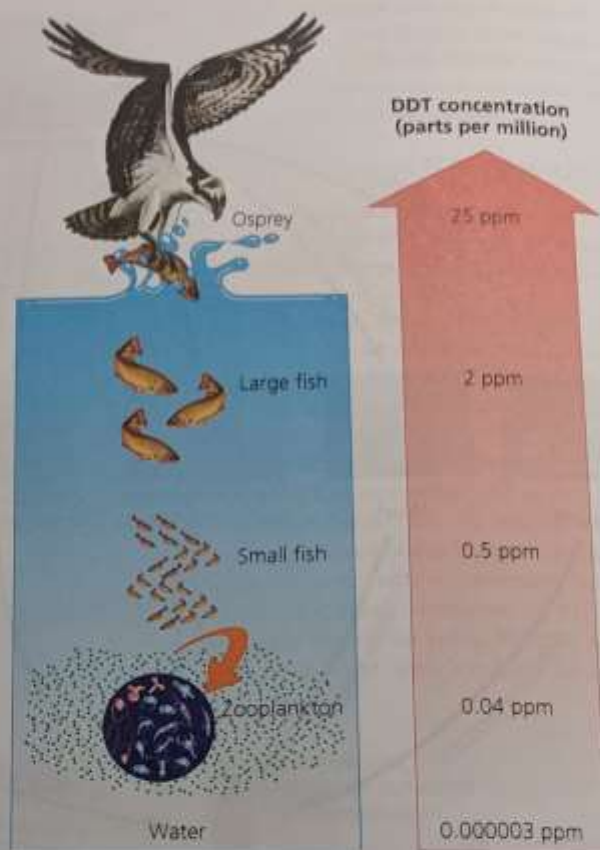 DDT concentration
(parts per million)
Osprey
25 ppm
Large fish
2 ppm
Small fish
0.5 ppm
Zooplankton
0.04 ppm
Water
0.000003 ppm